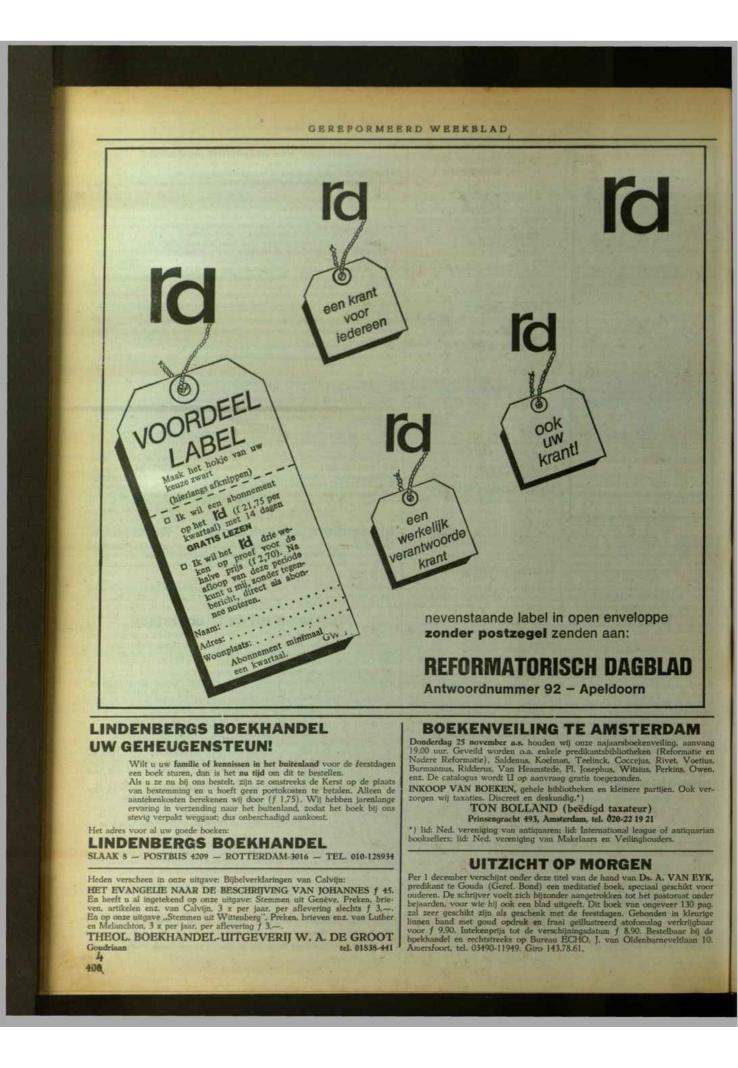 GEREFORMEERD WEEKBLAD
rd
rd
rd
een krant
voor
iedereen
rd
ook
uw
krant!
rd
een
werkelijk
verantwoorde
krant
VOORDEEL
LABEL
Maak het hokje van uw
keuze zwart
(hierlangs afknippen)
□ Ik wil een abonnement
op het rd (f 21,75 per
kwartaal) met 14 dagen
GRATIS LEZEN
□ Ik wil het rd drie we-
ken op proef voor de
halve prijs (f 2,70). Na
afloop van deze periode
kunt u mij, zonder tegen-
bericht, direct als abon-
nee noteren.
Naam:
Adres:
Woonplaats:
Abonnement minimaal
een kwartaal. GW 1
nevenstaande label in open enveloppe
zonder postzegel zenden aan:
REFORMATORISCH DAGBLAD
Antwoordnummer 92 – Apeldoorn
LINDENBERGS BOEKHANDEL
UW GEHEUGENSTEUN!
Wilt u uw familie of kennissen in het buitenland voor de feestdagen
een boek sturen, dan is het nu tijd om dit te bestellen.
Als u ze nu bij ons bestelt, zijn ze omstreeks de Kerst op de plaats
van bestemming en u hoeft geen portokosten te betalen. Alleen de
aantekenkosten berekenen wij door (f 1,75). Wij hebben jarenlange
ervaring in verzending naar het buitenland, zodat het boek bij ons
stevig verpakt weggaat; dus onbeschadigd aankomt.
Het adres voor al uw goede boeken:
LINDENBERGS BOEKHANDEL
SLAAK 8 — POSTBUS 4209 — ROTTERDAM-3016 — TEL. 010-128934
Heden verscheen in onze uitgave: Bijbelverklaringen van Calvijn:
HET EVANGELIE NAAR DE BESCHRIJVING VAN JOHANNES f 45.
En heeft u al ingetekend op onze uitgave: Stemmen uit Genève, Preken, brie-
ven, artikelen enz. van Calvijn, 3 x per jaar, per aflevering slechts f 3.—.
En op onze uitgave „Stemmen uit Wittenberg”, Preken, brieven enz. van Luther
en Melanchton, 3 x per jaar, per aflevering f 3.—.
THEOL. BOEKHANDEL-UITGEVERIJ W. A. DE GROOT
Goudriaan tel. 01838-441
BOEKENVEILING TE AMSTERDAM
Donderdag 25 november a.s. houden wij onze najaarsboekenveiling, aanvang
19.00 uur. Geveild worden o.a. enkele predikantsbibliotheken (Reformatie en
Nadere Reformatie), Saldenus, Koelman, Teelinck, Coccejus, Rivet, Voetius,
Burmannus, Ridderus, Van Heamstede, Fl. Josephus, Witsius, Perkins, Owen,
enz. De catalogus wordt U op aanvraag gratis toegezonden.
INKOOP VAN BOEKEN, gehele bibliotheken en kleinere partijen. Ook ver-
zorgen wij taxaties. Discreet en deskundig.*)
TON BOLLAND (beëdigd taxateur)
Prinsengracht 493, Amsterdam, tel. 020-22 19 21
*) lid: Ned. vereniging van antiquaren; lid: International league of antiquarian
booksellers; lid: Ned. vereniging van Makelaars en Veilinghouders.
UITZICHT OP MORGEN
Per 1 december verschijnt onder deze titel van de hand van Ds. A. VAN EYK,
predikant te Gouda (Geref. Bond) een meditatief boek, speciaal geschikt voor
ouderen. De schrijver voelt zich bijzonder aangetrokken tot het pastoraat onder
bejaarden, voor wie hij ook een blad uitgeeft. Dit boek van ongeveer 130 pag.
zal zeer geschikt zijn als geschenk met de feestdagen. Gebonden in kleurige
linnen band met goud opdruk en fraai geïllustreerd stofomslag verkrijgbaar
voor f 9.90. Intekenprijs tot de verschijningsdatum f 8.90. Bestelbaar bij de
boekhandel en rechtstreeks op Bureau ECHO, J. van Oldenbarneveltlaan 10,
Amersfoort, tel. 03490-11949. Giro 143.78.61.
4
400